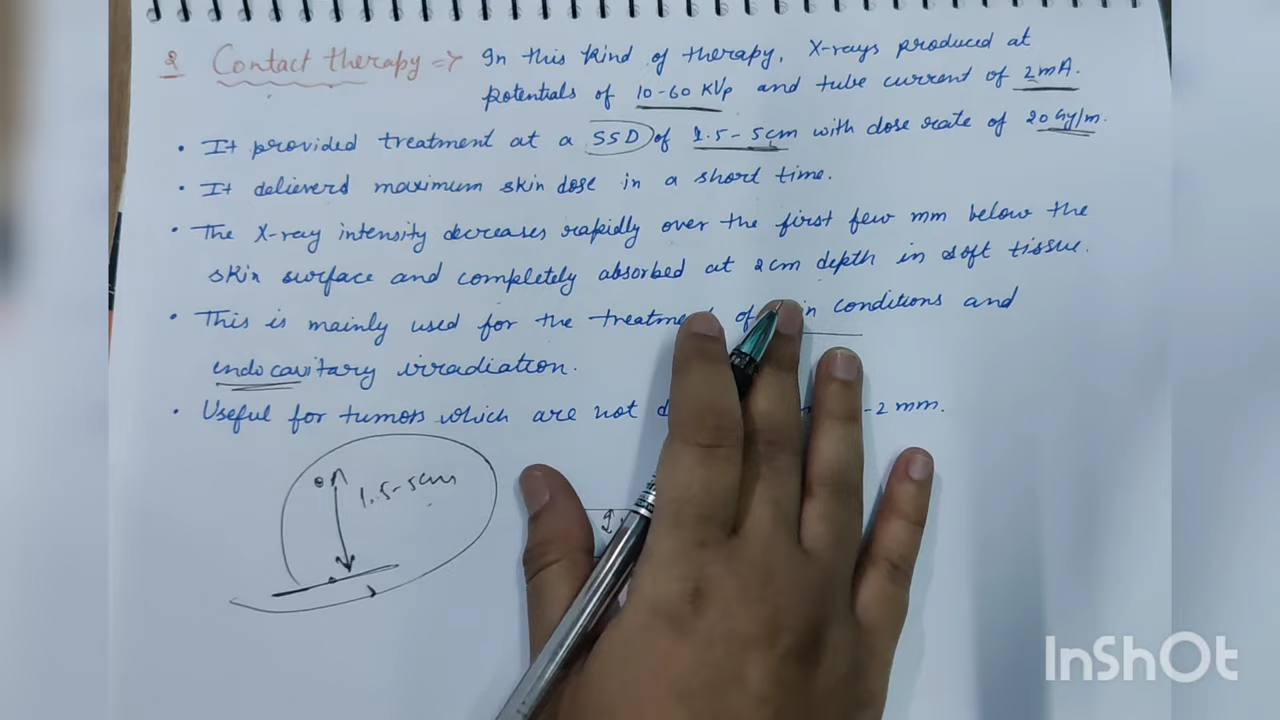 2 Contact therapy => In this kind of therapy, X-rays produced at
potentials of 10-60 KVp and tube current of 2mA.
• It provided treatment at a SSD of 1.5-5cm with dose rate of 20Gy/m.
• It delieverd maximum skin dose in a short time.
• The X-ray intensity decreases rapidly over the first few mm below the
skin surface and completely absorbed at 2cm depth in soft tissue.
• This is mainly used for the treatment of conditions and
endocavitary irradiation.
• Useful for tumors which are not -2 mm.
1.5-5cm
InShOt